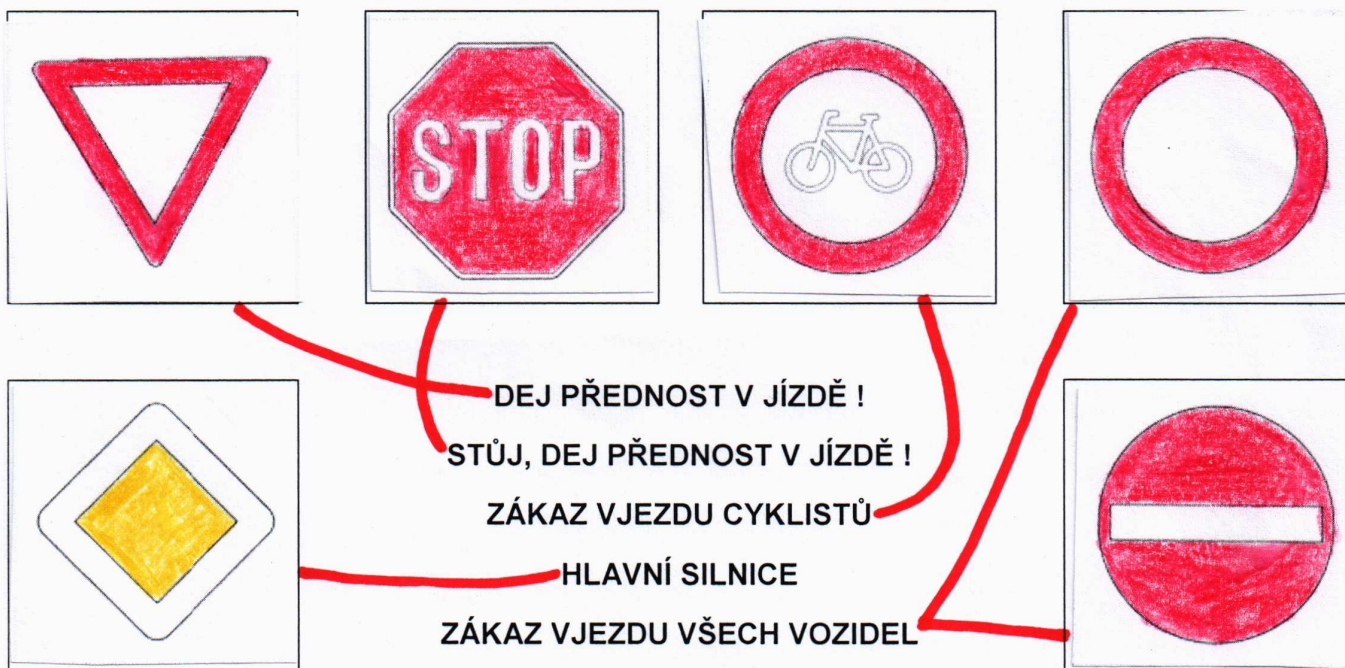 STOP
DEJ PŘEDNOST V JÍZDĚ !
STŮJ, DEJ PŘEDNOST V JÍZDĚ !
ZÁKAZ VJEZDU CYKLISTŮ
HLAVNÍ SILNICE
ZÁKAZ VJEZDU VŠECH VOZIDEL